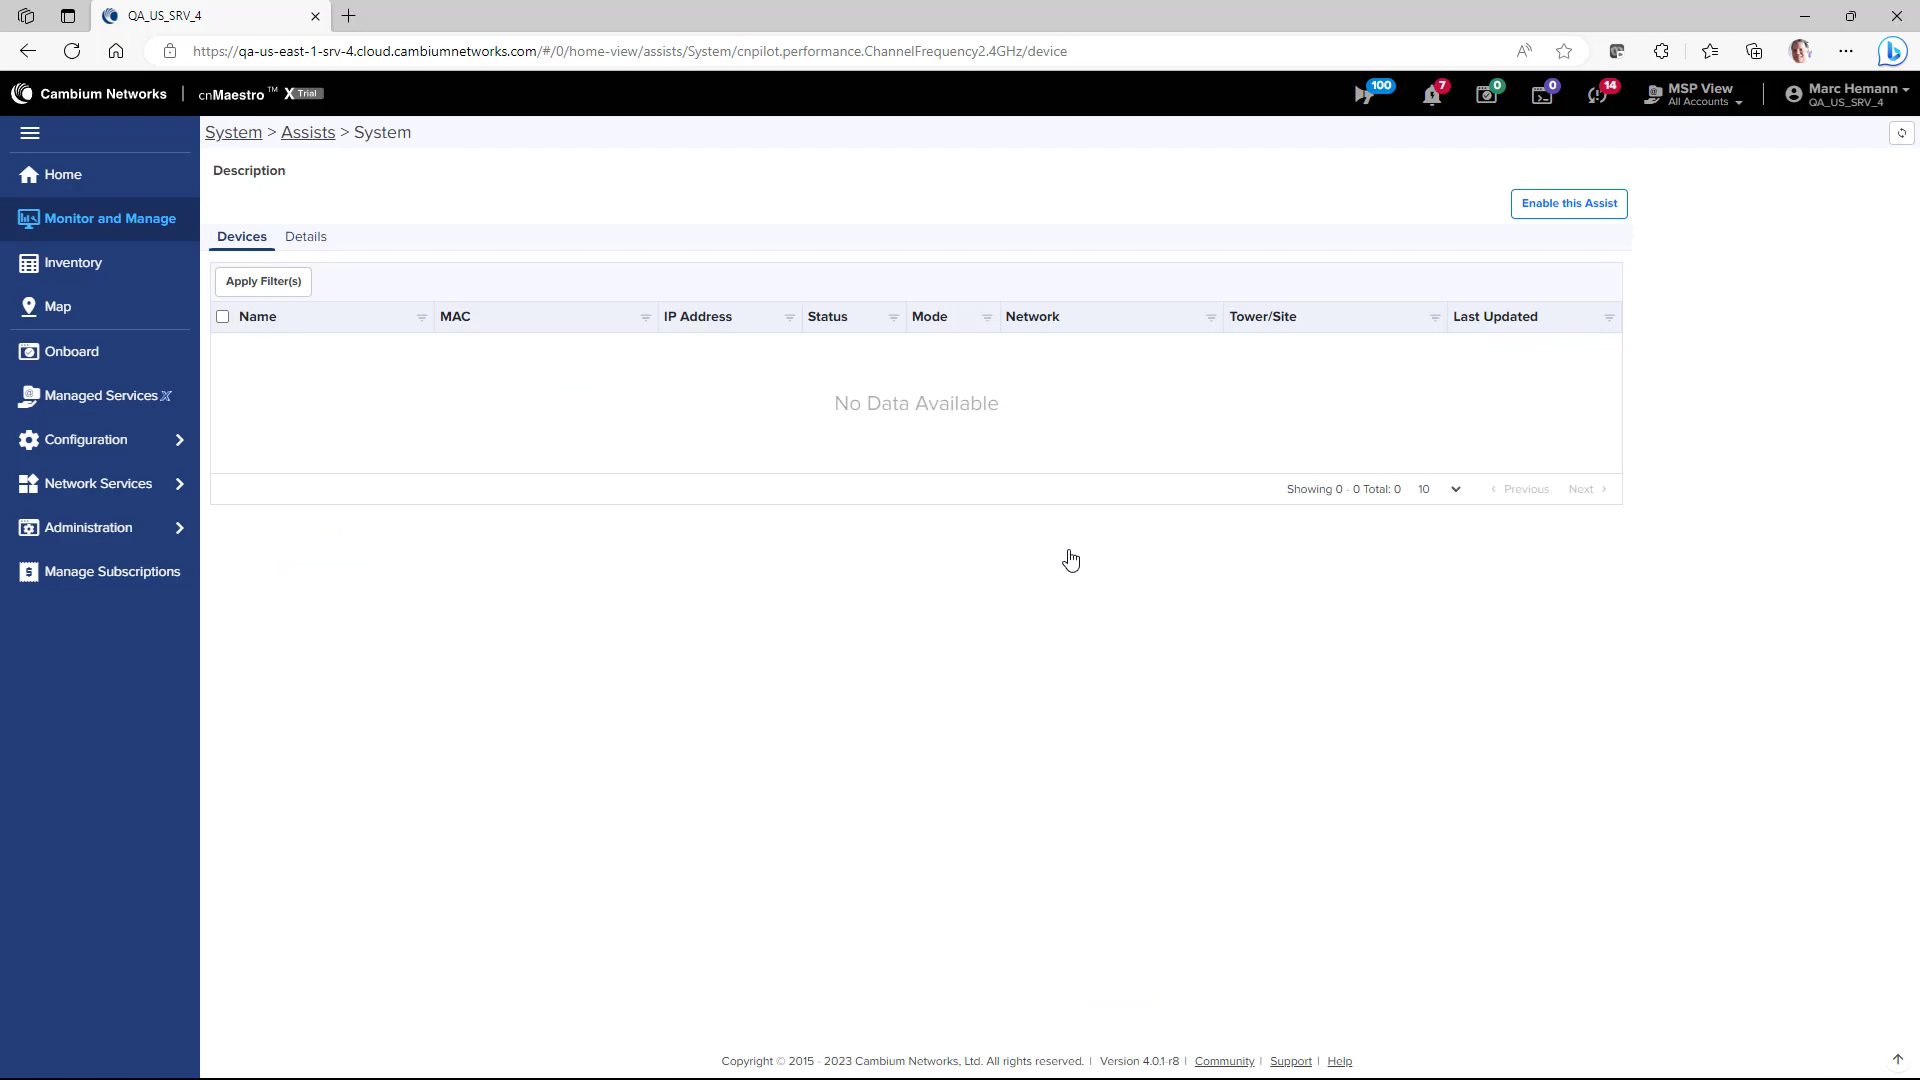 QA_US_SRV_4
https://qa-us-east-1-srv-4.cloud.cambiumnetworks.com/#/0/home-view/assists/System/cnpilot.performance.ChannelFrequency2.4GHz/device
Cambium Networks | cnMaestro™ X Trial
100 7 0 0 14
MSP View
All Accounts
Marc Hemann
QA_US_SRV_4
System > Assists > System
Home
Monitor and Manage
Inventory
Map
Onboard
Managed Services X
Configuration
Network Services
Administration
Manage Subscriptions
Description
Enable this Assist
Devices Details
Apply Filter(s)
Name MAC IP Address Status Mode Network Tower/Site Last Updated
No Data Available
Showing 0 - 0 Total: 0 10 < Previous Next >
Copyright © 2015 - 2023 Cambium Networks, Ltd. All rights reserved. | Version 4.0.1-r8 | Community | Support | Help